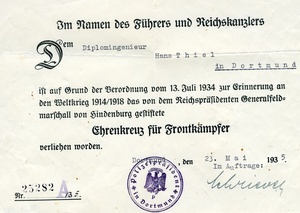 Im Namen des Führers und Reichskanzlers
Dem Diplomingenieur
Hans Thiel
in Dortmund
ist auf Grund der Verordnung vom 13. Juli 1934 zur Erinnerung an
den Weltkrieg 1914/1918 das von dem Reichspräsidenten Generalfeld-
marschall von Hindenburg gestiftete
Ehrenkreuz für Frontkämpfer
verliehen worden.
Dortmund, den 23. Mai 1935
Im Auftrage:
Nr. 25282 A /35.
Polizeipräsident
in Dortmund